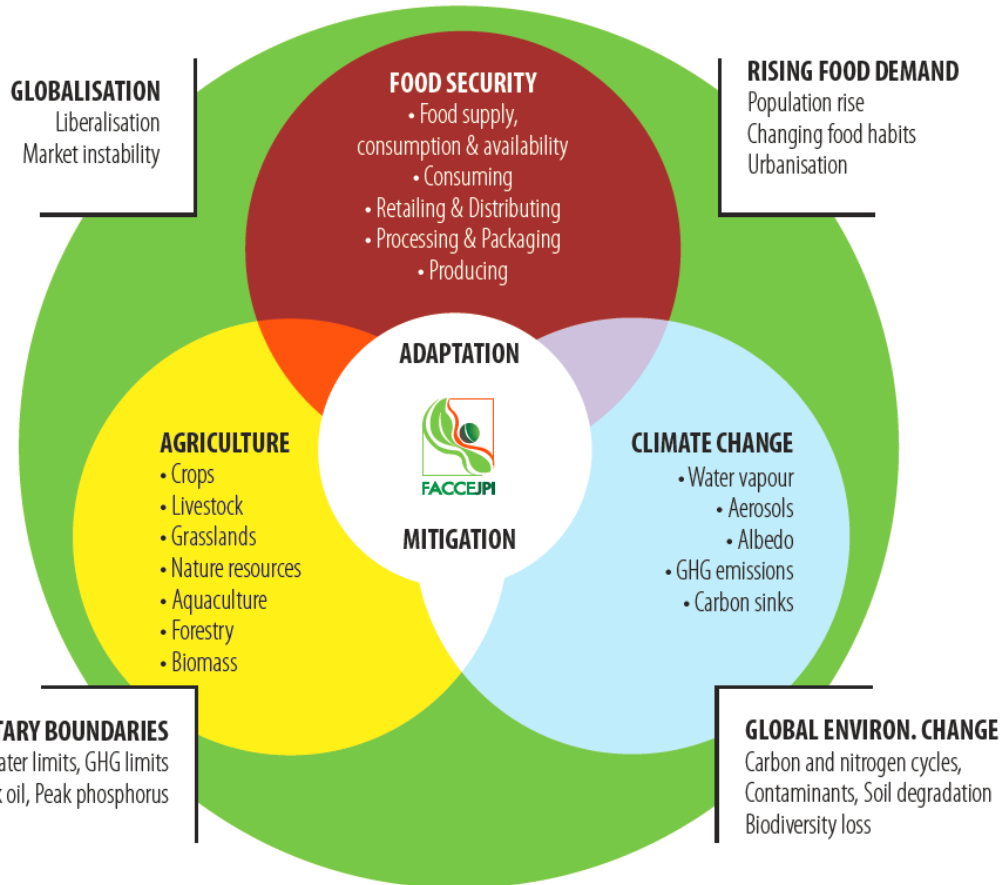 GLOBALISATION
Liberalisation
Market instability
FOOD SECURITY
• Food supply,
consumption & availability
• Consuming
• Retailing & Distributing
• Processing & Packaging
• Producing
RISING FOOD DEMAND
Population rise
Changing food habits
Urbanisation
ADAPTATION
FACCEJPI
MITIGATION
AGRICULTURE
• Crops
• Livestock
• Grasslands
• Nature resources
• Aquaculture
• Forestry
• Biomass
CLIMATE CHANGE
• Water vapour
• Aerosols
• Albedo
• GHG emissions
• Carbon sinks
TARY BOUNDARIES
ater limits, GHG limits
k oil, Peak phosphorus
GLOBAL ENVIRON. CHANGE
Carbon and nitrogen cycles,
Contaminants, Soil degradation
Biodiversity loss